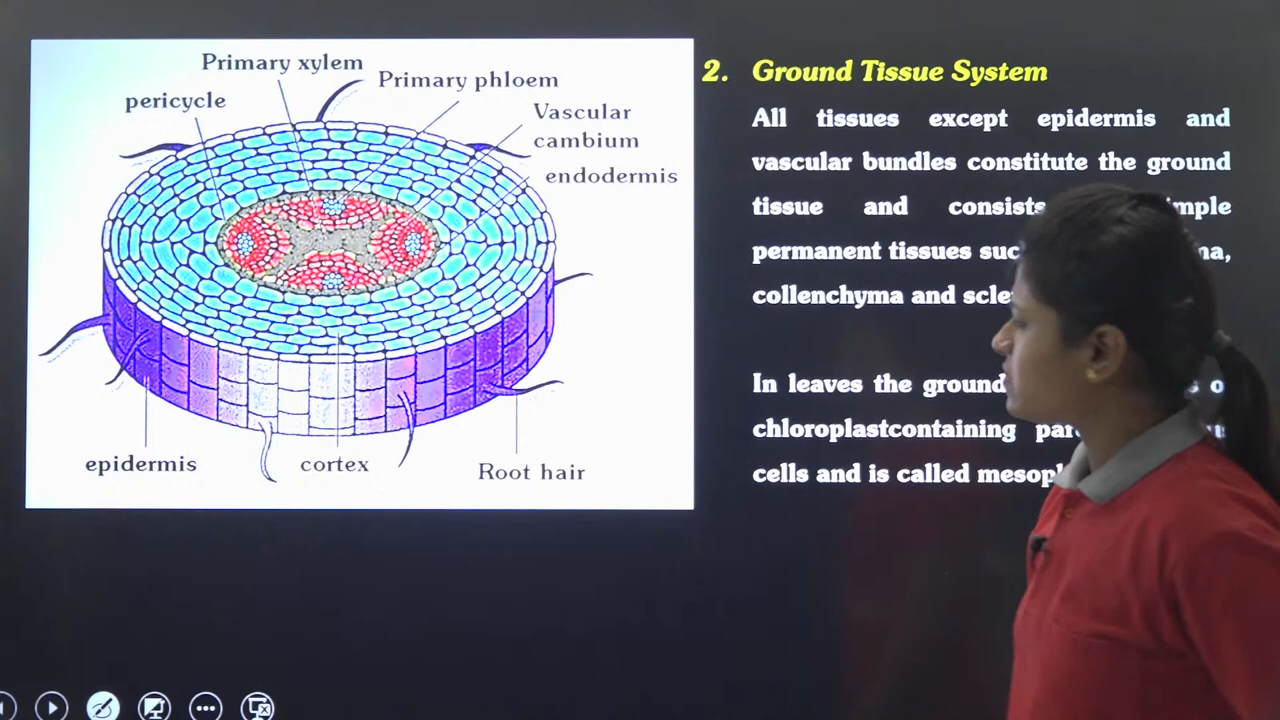 Primary xylem
Primary phloem
pericycle
Vascular
cambium
endodermis
epidermis
cortex
Root hair
2. Ground Tissue System
All tissues except epidermis and
vascular bundles constitute the ground
tissue and consists
permanent tissues
collenchyma and
In leaves the ground
chloroplastcontaining
cells and is called